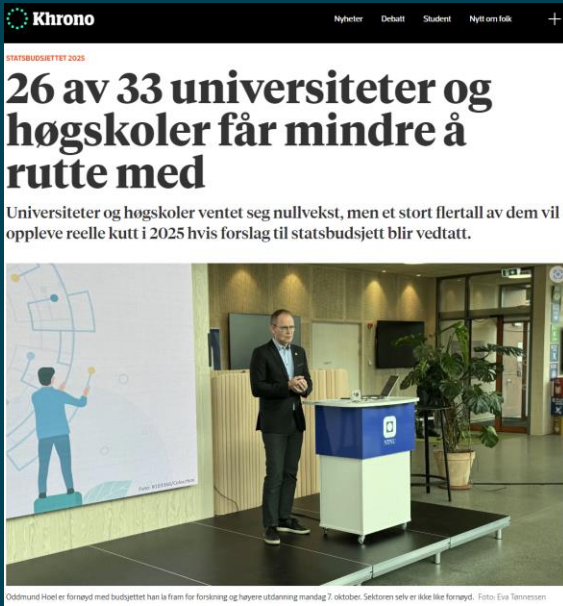 Khrono
Nyheter Debatt Student Nytt om folk
STATSBUDSJETTET 2025
26 av 33 universiteter og
høgskoler får mindre å
rutte med
Universiteter og høgskoler ventet seg nullvekst, men et stort flertall av dem vil
oppleve reelle kutt i 2025 hvis forslag til statsbudsjett blir vedtatt.
NTNU
Oddmund Hoel er fornøyd med budsjettet han la fram for forskning og høyere utdanning mandag 7. oktober. Sektoren selv er ikke like fornøyd. Foto: Eva Tønnessen